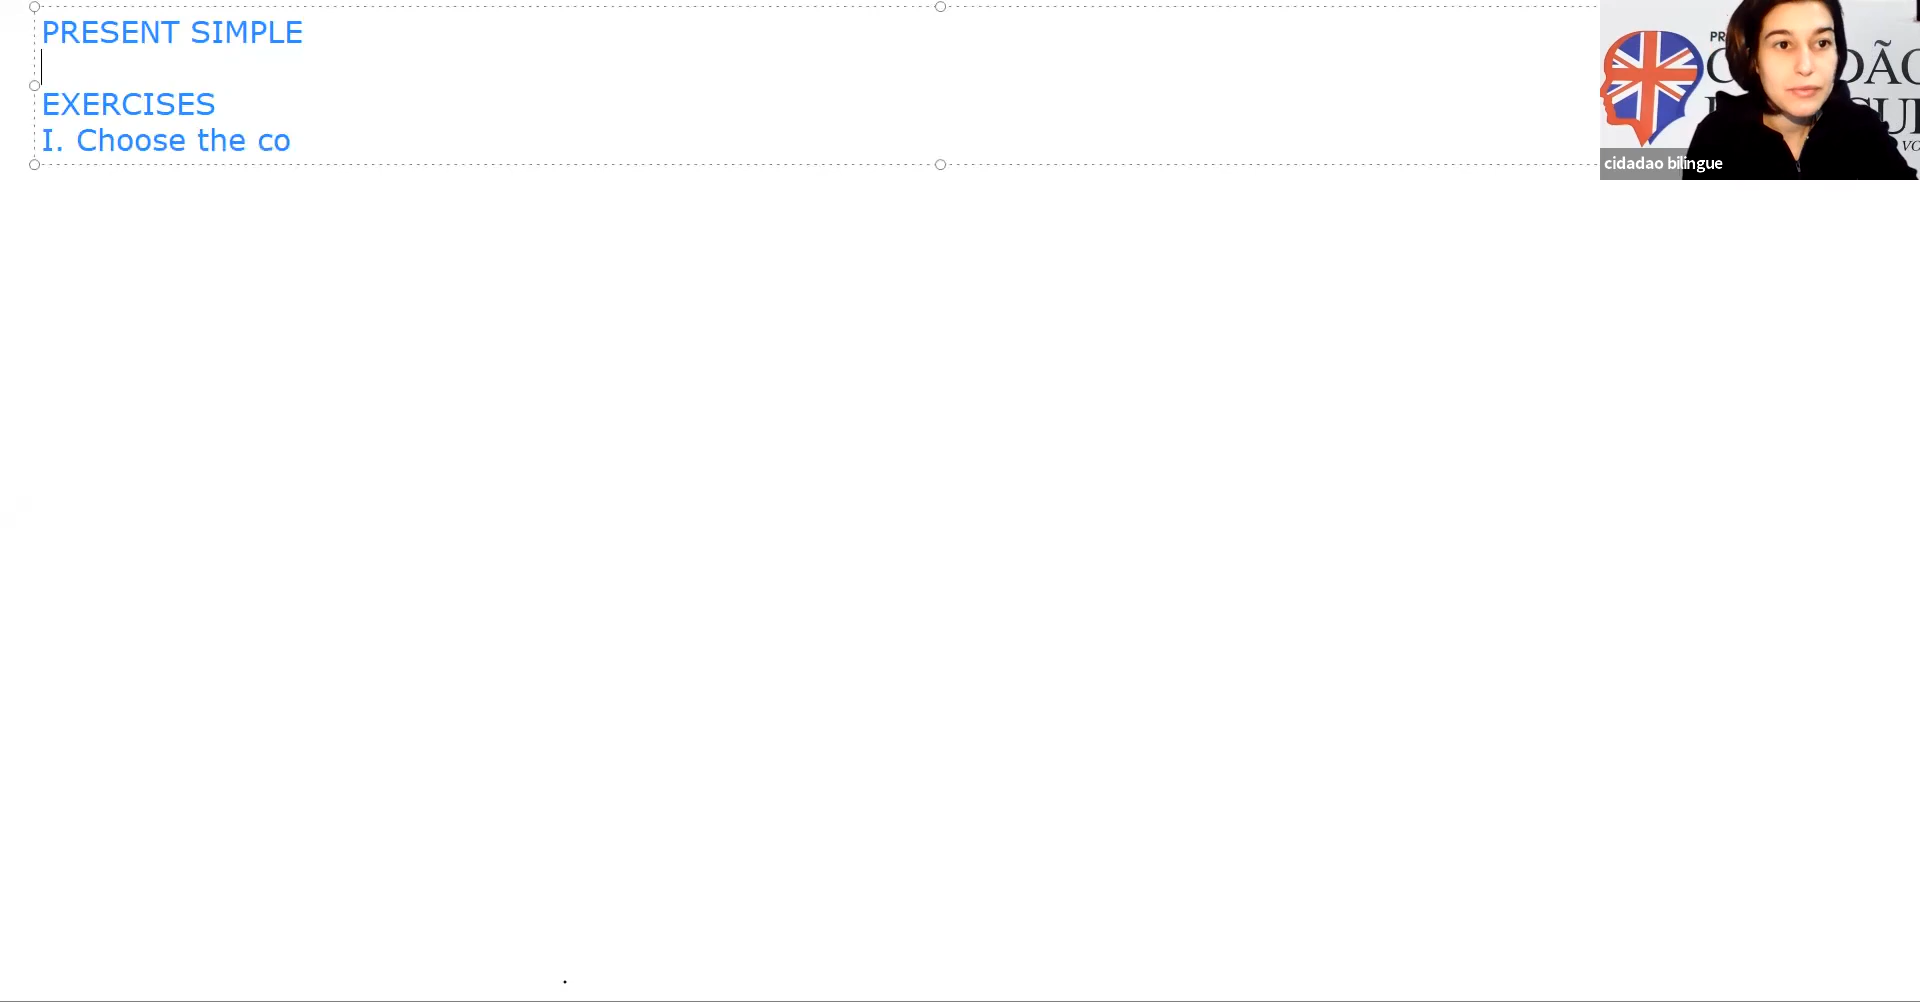 PRESENT SIMPLE
EXERCISES
I. Choose the co
cidadao bilingue